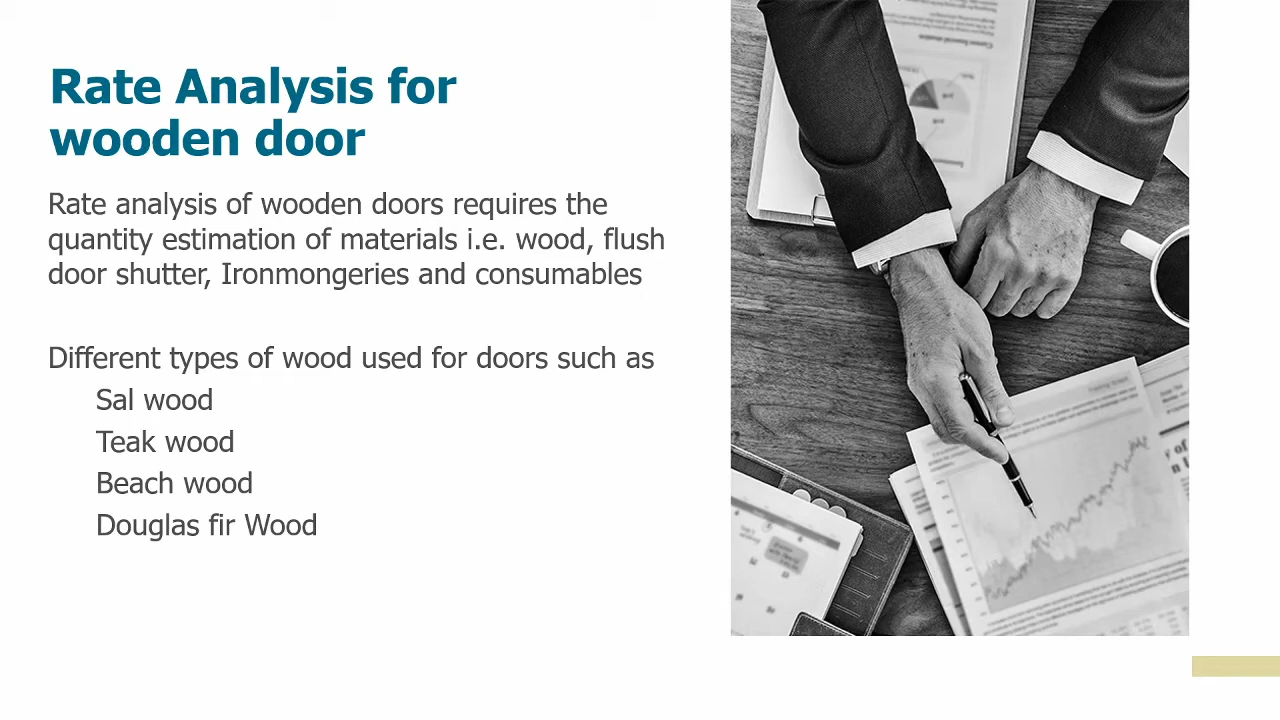 Rate Analysis for
wooden door
Rate analysis of wooden doors requires the
quantity estimation of materials i.e. wood, flush
door shutter, Ironmongeries and consumables
Different types of wood used for doors such as
Sal wood
Teak wood
Beach wood
Douglas fir Wood